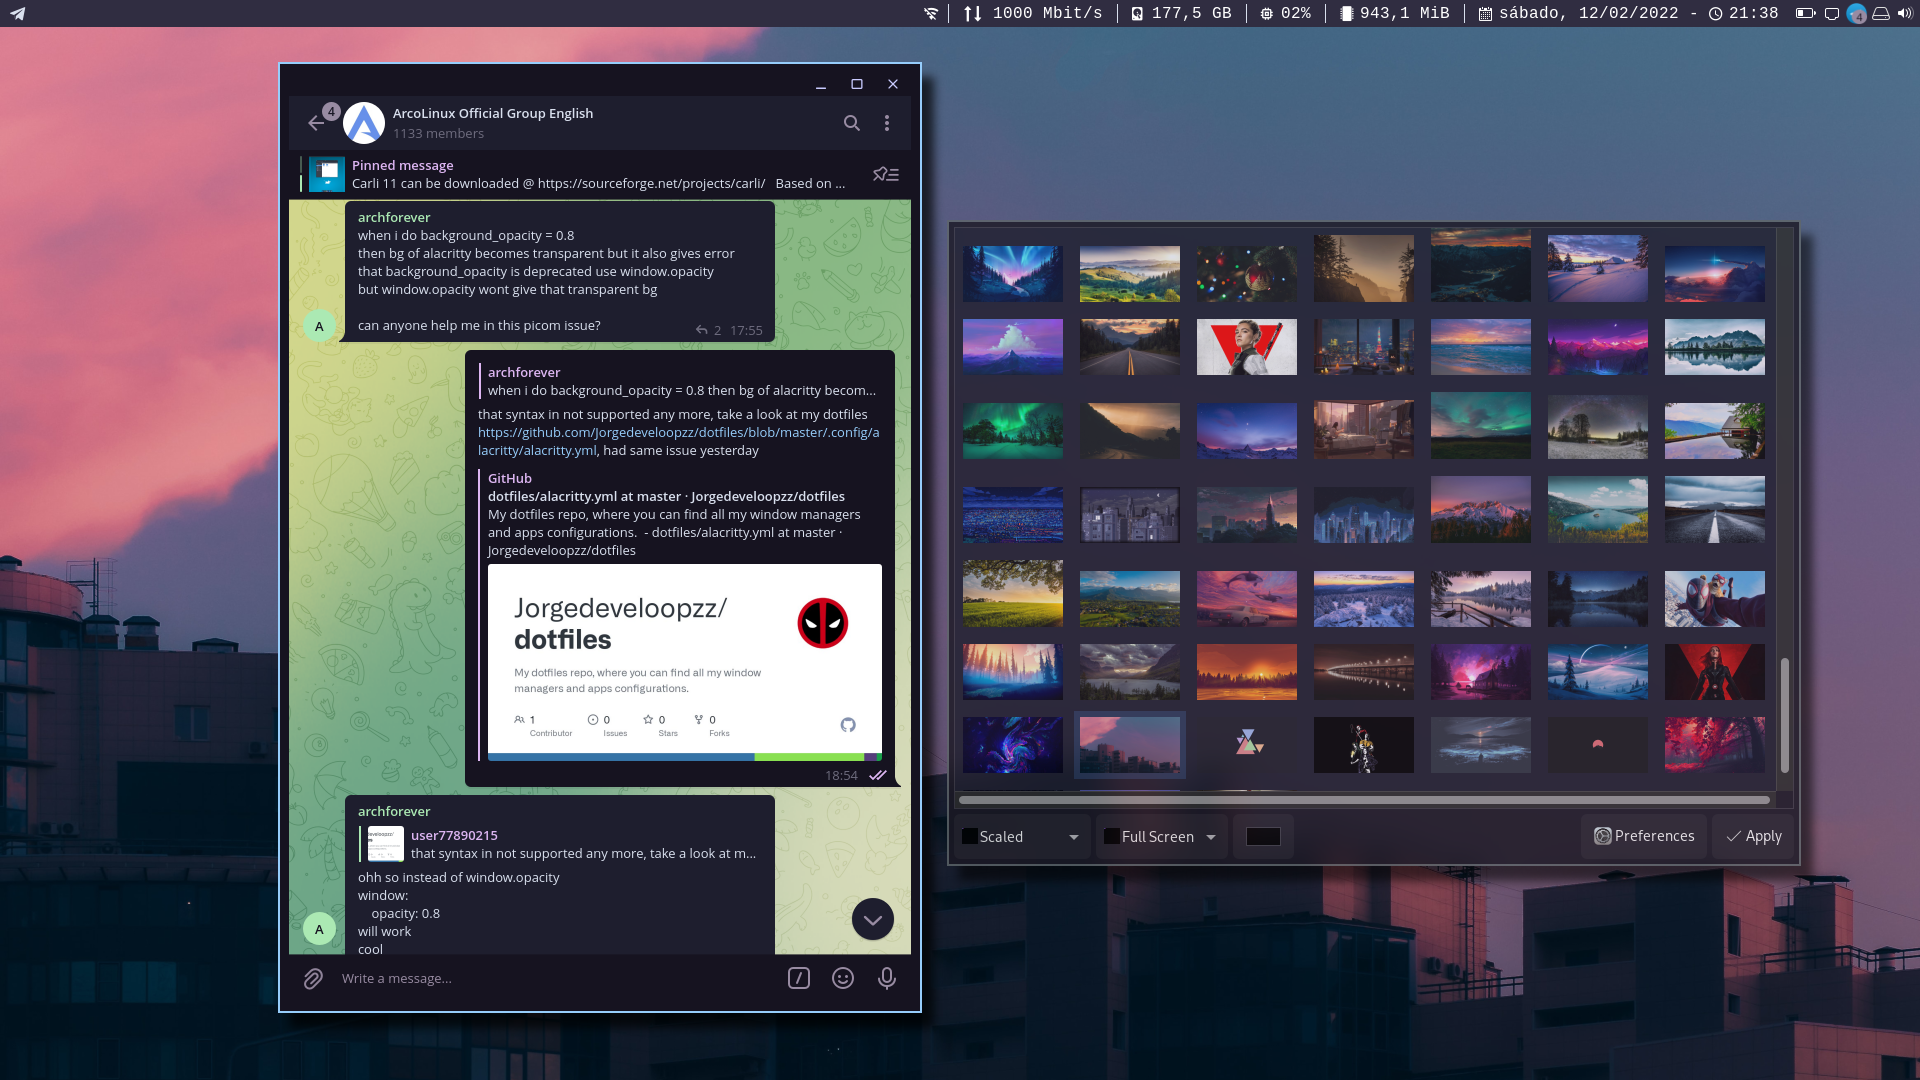 1000 Mbit/s 177,5 GB 02% 943,1 MiB sábado, 12/02/2022 - 21:38 4
4
ArcoLinux Official Group English
1133 members
Pinned message
Carli 11 can be downloaded @ https://sourceforge.net/projects/carli/ Based on ...
archforever
when i do background_opacity = 0.8
then bg of alacritty becomes transparent but it also gives error
that background_opacity is deprecated use window.opacity
but window.opacity wont give that transparent bg
can anyone help me in this picom issue?
A
2 17:55
archforever
when i do background_opacity = 0.8 then bg of alacritty becom...
that syntax in not supported any more, take a look at my dotfiles
https://github.com/Jorgedeveloopzz/dotfiles/blob/master/.config/a
lacritty/alacritty.yml, had same issue yesterday
GitHub
dotfiles/alacritty.yml at master · Jorgedeveloopzz/dotfiles
My dotfiles repo, where you can find all my window managers
and apps configurations. - dotfiles/alacritty.yml at master ·
Jorgedeveloopzz/dotfiles
Jorgedeveloopzz/
dotfiles
My dotfiles repo, where you can find all my window
managers and apps configurations.
1 0 0 0
Contributor Issues Stars Forks
18:54
archforever
user77890215
that syntax in not supported any more, take a look at m...
ohh so instead of window.opacity
window:
opacity: 0.8
will work
cool
A
Write a message...
Scaled Full Screen Preferences Apply